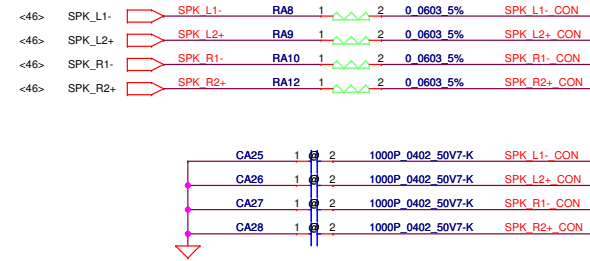 <46> SPK_L1- SPK_L1- RA8 1 2 0_0603_5% SPK_L1-_CON
<46> SPK_L2+ SPK_L2+ RA9 1 2 0_0603_5% SPK_L2+_CON
<46> SPK_R1- SPK_R1- RA10 1 2 0_0603_5% SPK_R1-_CON
<46> SPK_R2+ SPK_R2+ RA12 1 2 0_0603_5% SPK_R2+_CON
CA25 1 @ 2 1000P_0402_50V7-K SPK_L1-_CON
CA26 1 @ 2 1000P_0402_50V7-K SPK_L2+_CON
CA27 1 @ 2 1000P_0402_50V7-K SPK_R1-_CON
CA28 1 @ 2 1000P_0402_50V7-K SPK_R2+_CON